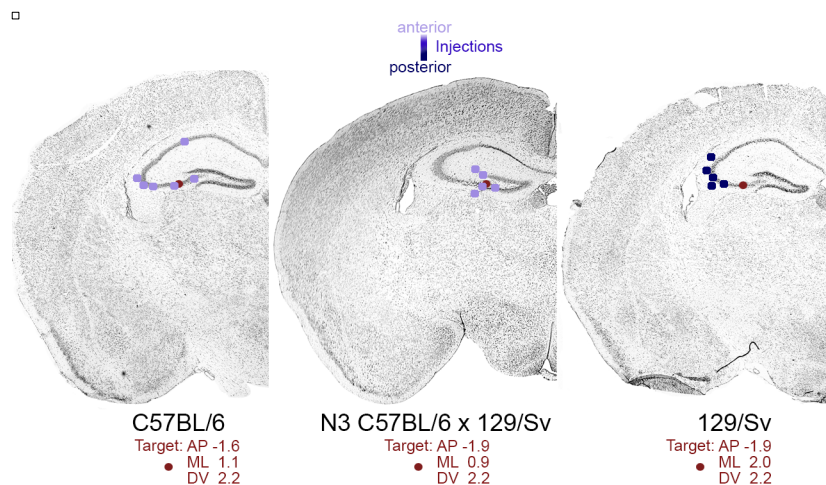 anterior
Injections
posterior
C57BL/6
Target: AP -1.6
ML 1.1
DV 2.2
N3 C57BL/6 x 129/Sv
Target: AP -1.9
ML 0.9
DV 2.2
129/Sv
Target: AP -1.9
ML 2.0
DV 2.2